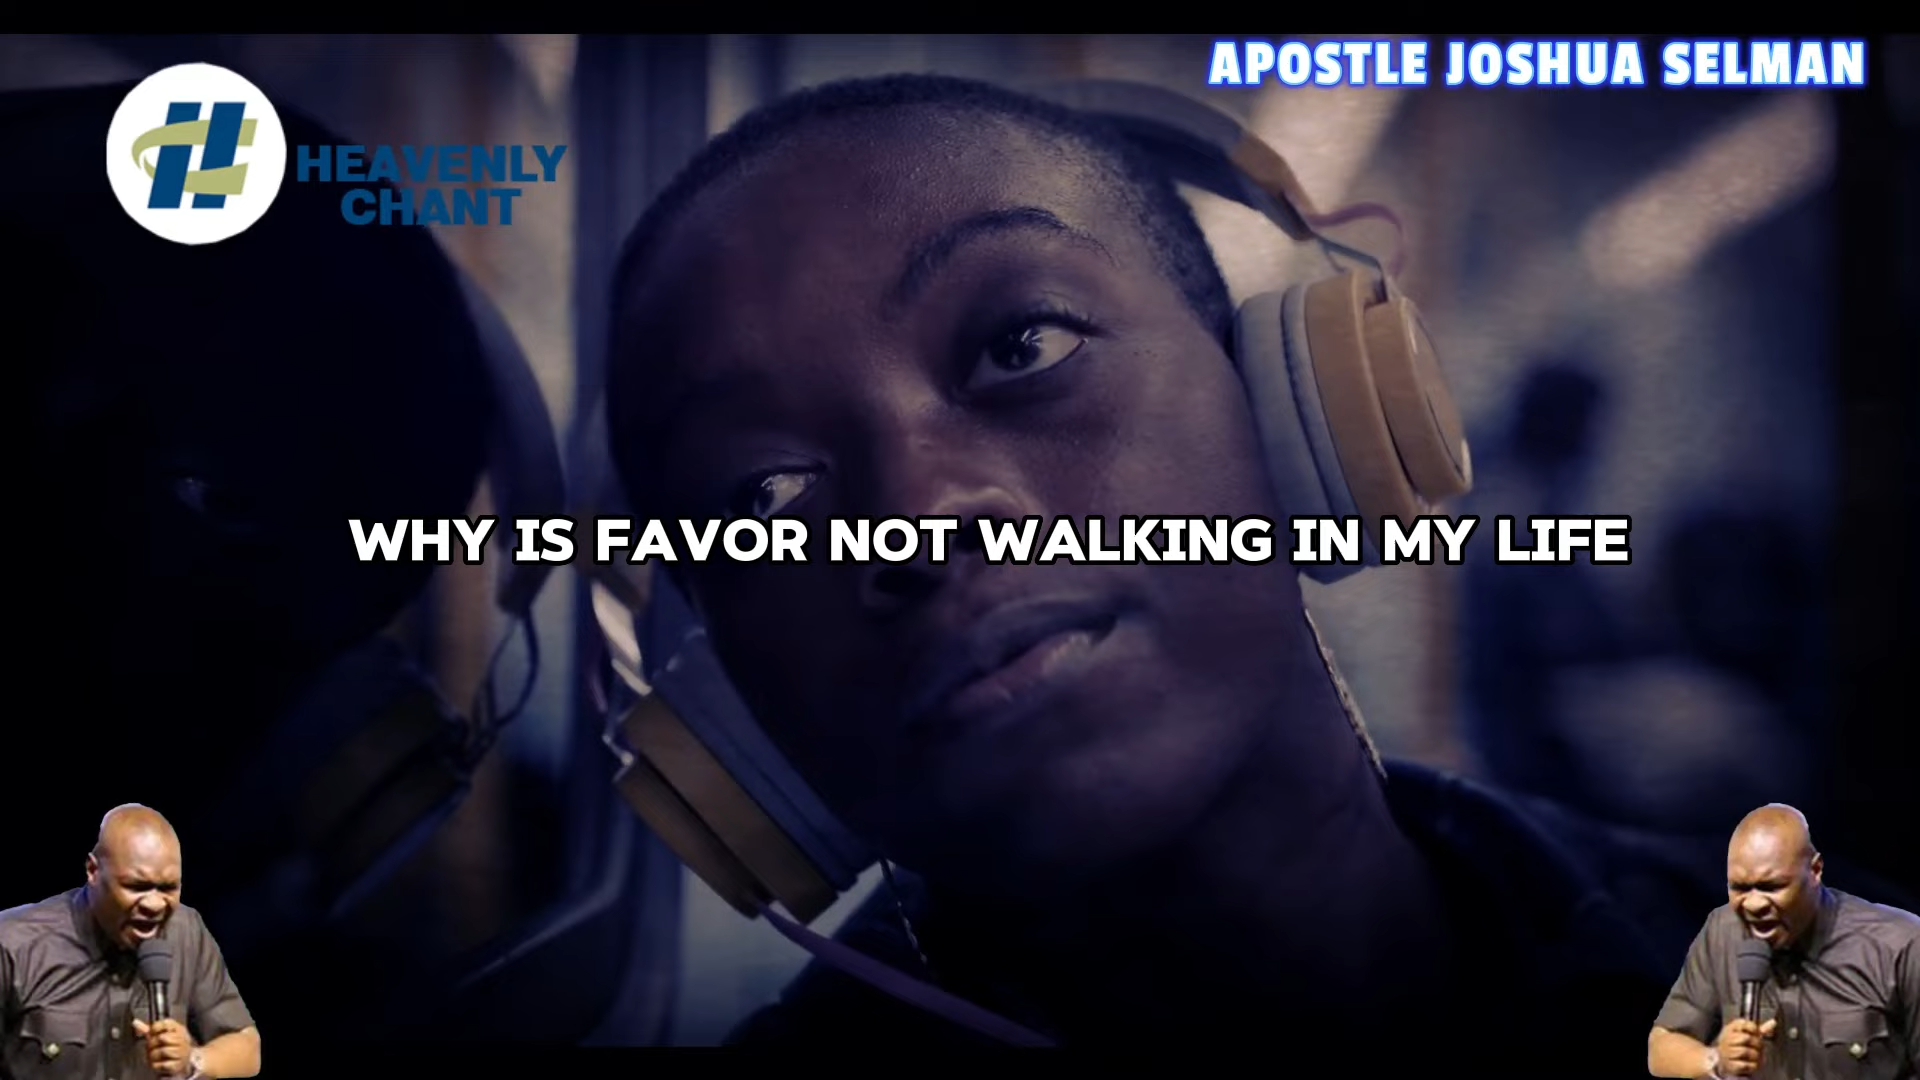 APOSTLE JOSHUA SELMAN
HEAVENLY
CHANT
WHY IS FAVOR NOT WALKING IN MY LIFE